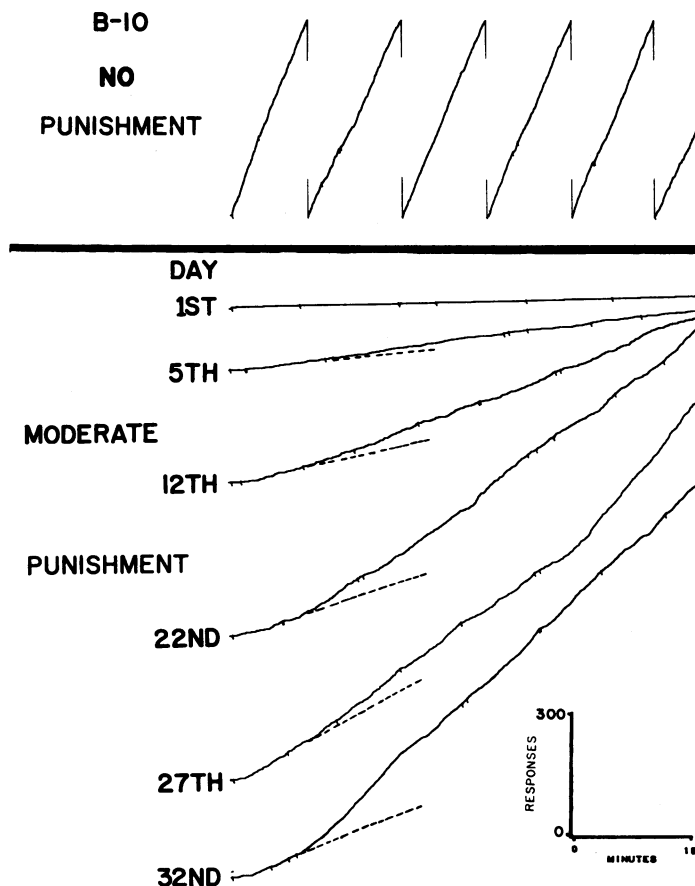 B-10
NO
PUNISHMENT
DAY
1ST
5TH
MODERATE
12TH
PUNISHMENT
22ND
27TH
32ND
300
RESPONSES
0
0
MINUTES